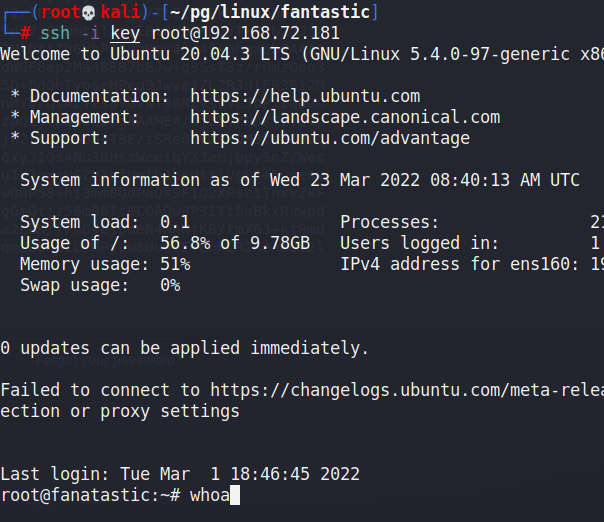 ┌──(root💀kali)-[~/pg/linux/fantastic]
└─# ssh -i key root@192.168.72.181
Welcome to Ubuntu 20.04.3 LTS (GNU/Linux 5.4.0-97-generic x86
* Documentation:  https://help.ubuntu.com
* Management:     https://landscape.canonical.com
* Support:        https://ubuntu.com/advantage
System information as of Wed 23 Mar 2022 08:40:13 AM UTC
System load:  0.1                Processes:             21
Usage of /:   56.8% of 9.78GB    Users logged in:       1
Memory usage: 51%                IPv4 address for ens160: 19
Swap usage:   0%
0 updates can be applied immediately.
Failed to connect to https://changelogs.ubuntu.com/meta-relea
ection or proxy settings
Last login: Tue Mar  1 18:46:45 2022
root@fanatastic:~# whoa